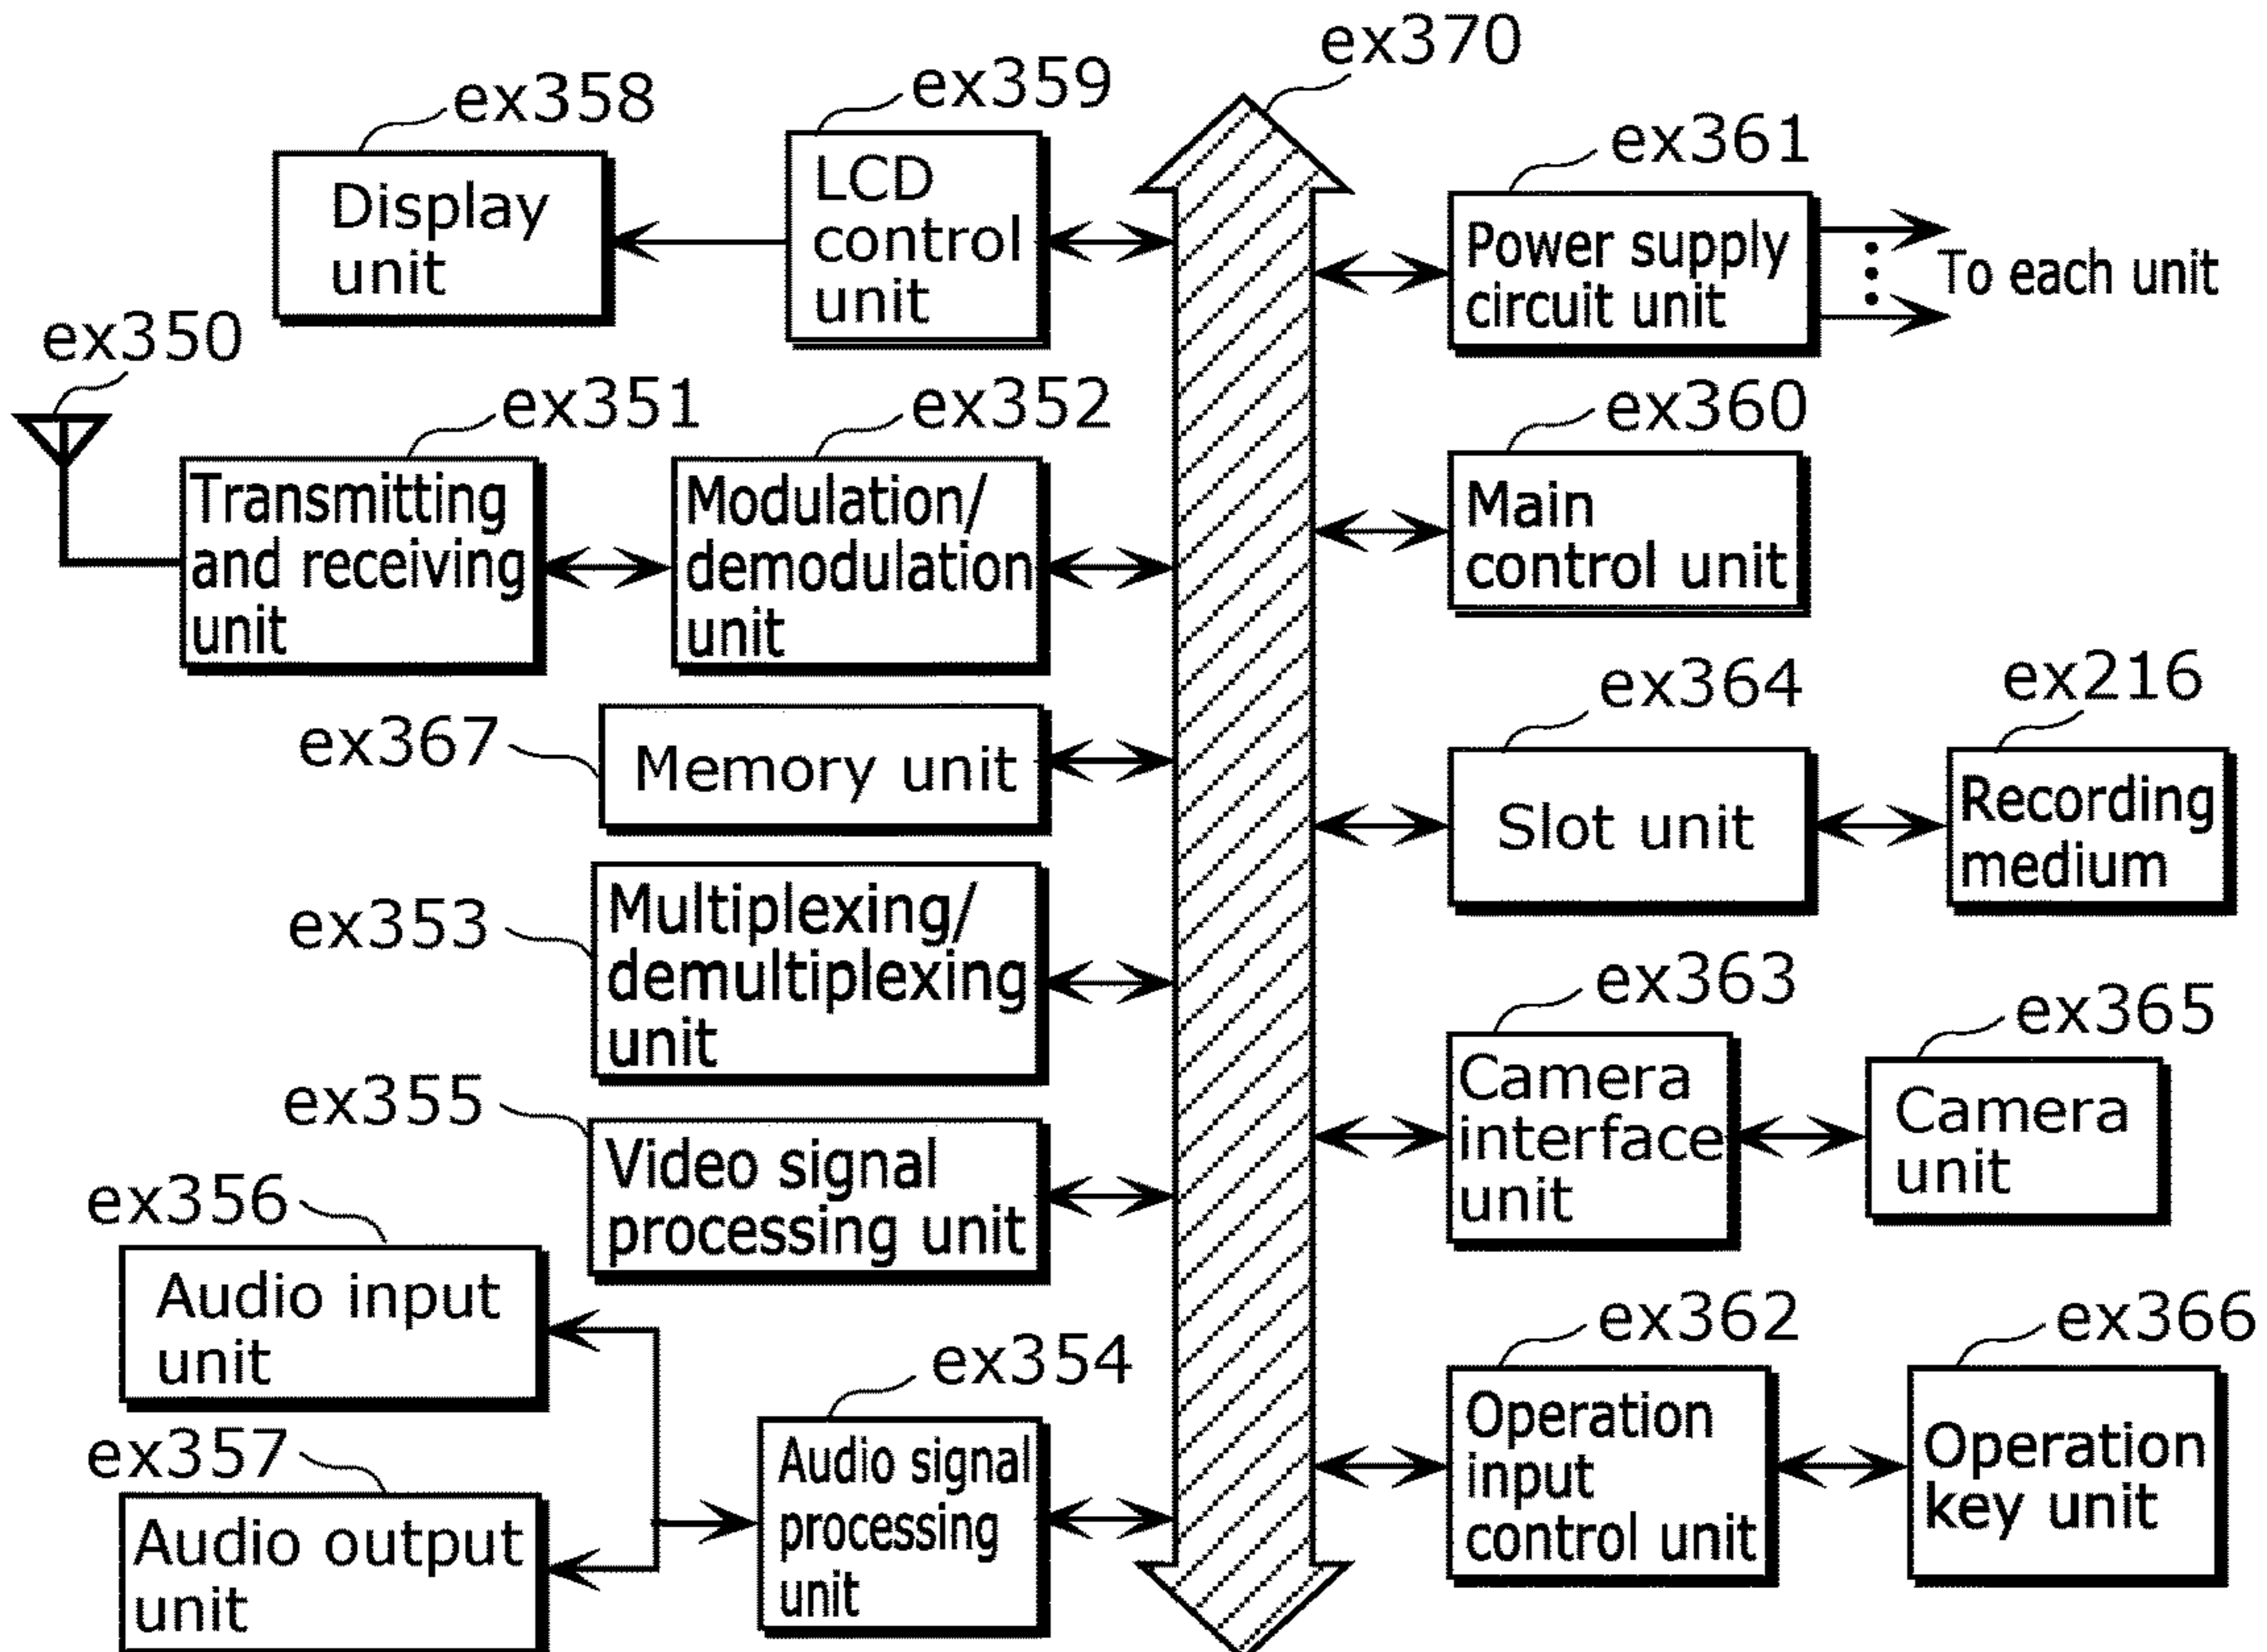 ex370
ex358
ex359
ex361
Display
unit
LCD
control
unit
Power supply
circuit unit
To each unit
ex350
ex351
ex352
ex360
Transmitting
and receiving
unit
Modulation/
demodulation
unit
Main
control unit
ex367
Memory unit
ex364
ex216
Slot unit
Recording
medium
ex353
Multiplexing/
demultiplexing
unit
ex363
ex365
Camera
interface
unit
Camera
unit
ex355
Video signal
processing unit
ex356
Audio input
unit
ex354
ex362
ex366
ex357
Audio output
unit
Audio signal
processing
unit
Operation
input
control unit
Operation
key unit